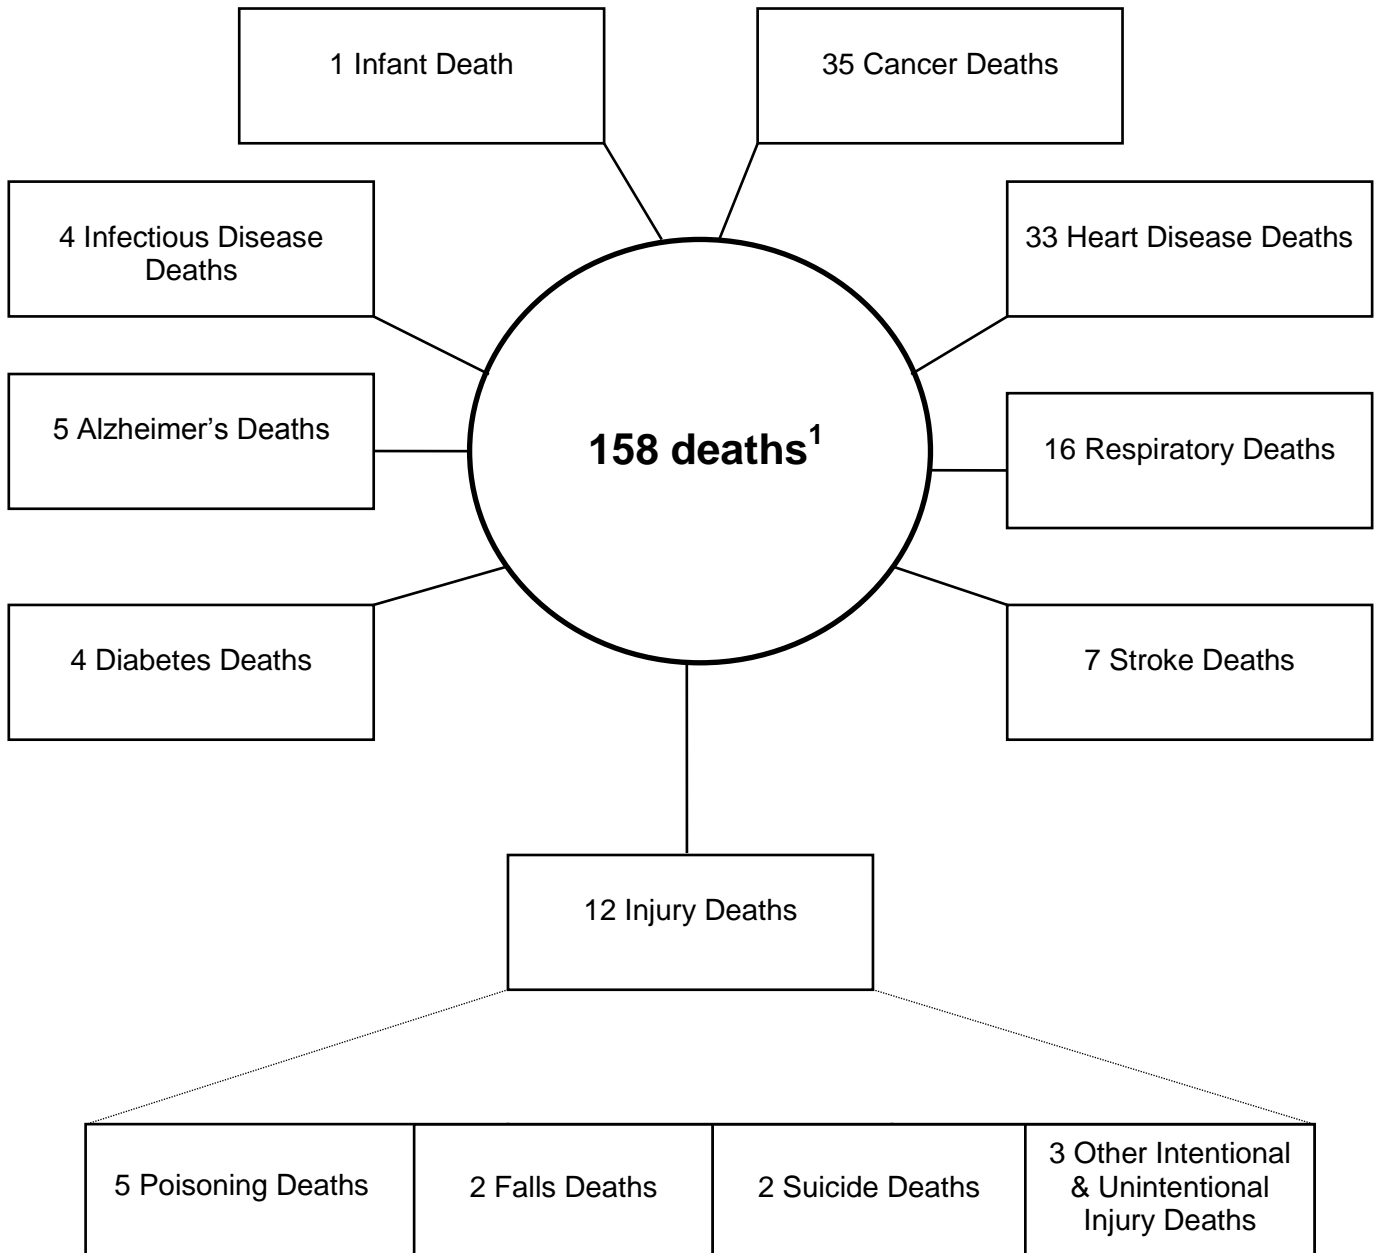 1 Infant Death
35 Cancer Deaths
4 Infectious Disease
Deaths
33 Heart Disease Deaths
5 Alzheimer’s Deaths
158 deaths¹
16 Respiratory Deaths
4 Diabetes Deaths
7 Stroke Deaths
12 Injury Deaths
5 Poisoning Deaths
2 Falls Deaths
2 Suicide Deaths
3 Other Intentional
& Unintentional
Injury Deaths